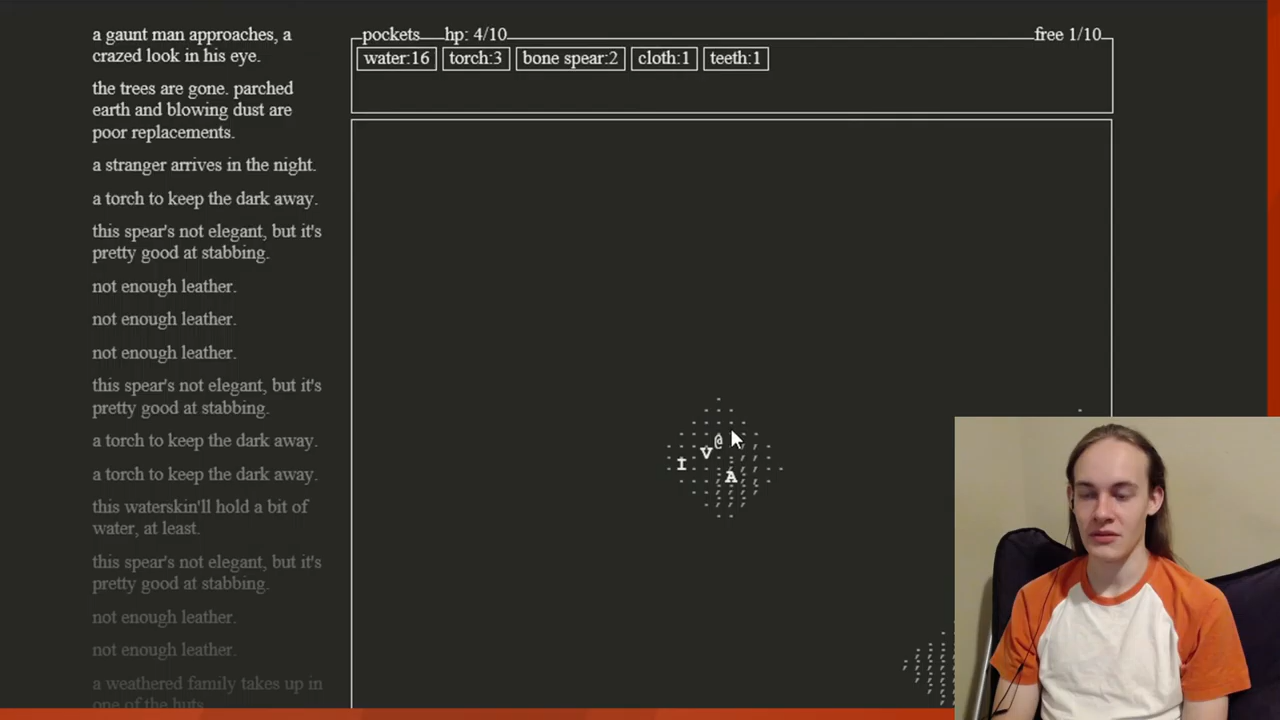 a gaunt man approaches, a
crazed look in his eye.
the trees are gone. parched
earth and blowing dust are
poor replacements.
a stranger arrives in the night.
a torch to keep the dark away.
this spear's not elegant, but it's
pretty good at stabbing.
not enough leather.
not enough leather.
not enough leather.
this spear's not elegant, but it's
pretty good at stabbing.
a torch to keep the dark away.
a torch to keep the dark away.
this waterskin'll hold a bit of
water, at least.
this spear's not elegant, but it's
pretty good at stabbing.
not enough leather.
not enough leather.
a weathered family takes up in
one of the huts.
pockets hp: 4/10 free 1/10
water:16 torch:3 bone spear:2 cloth:1 teeth:1
@
V
I
A